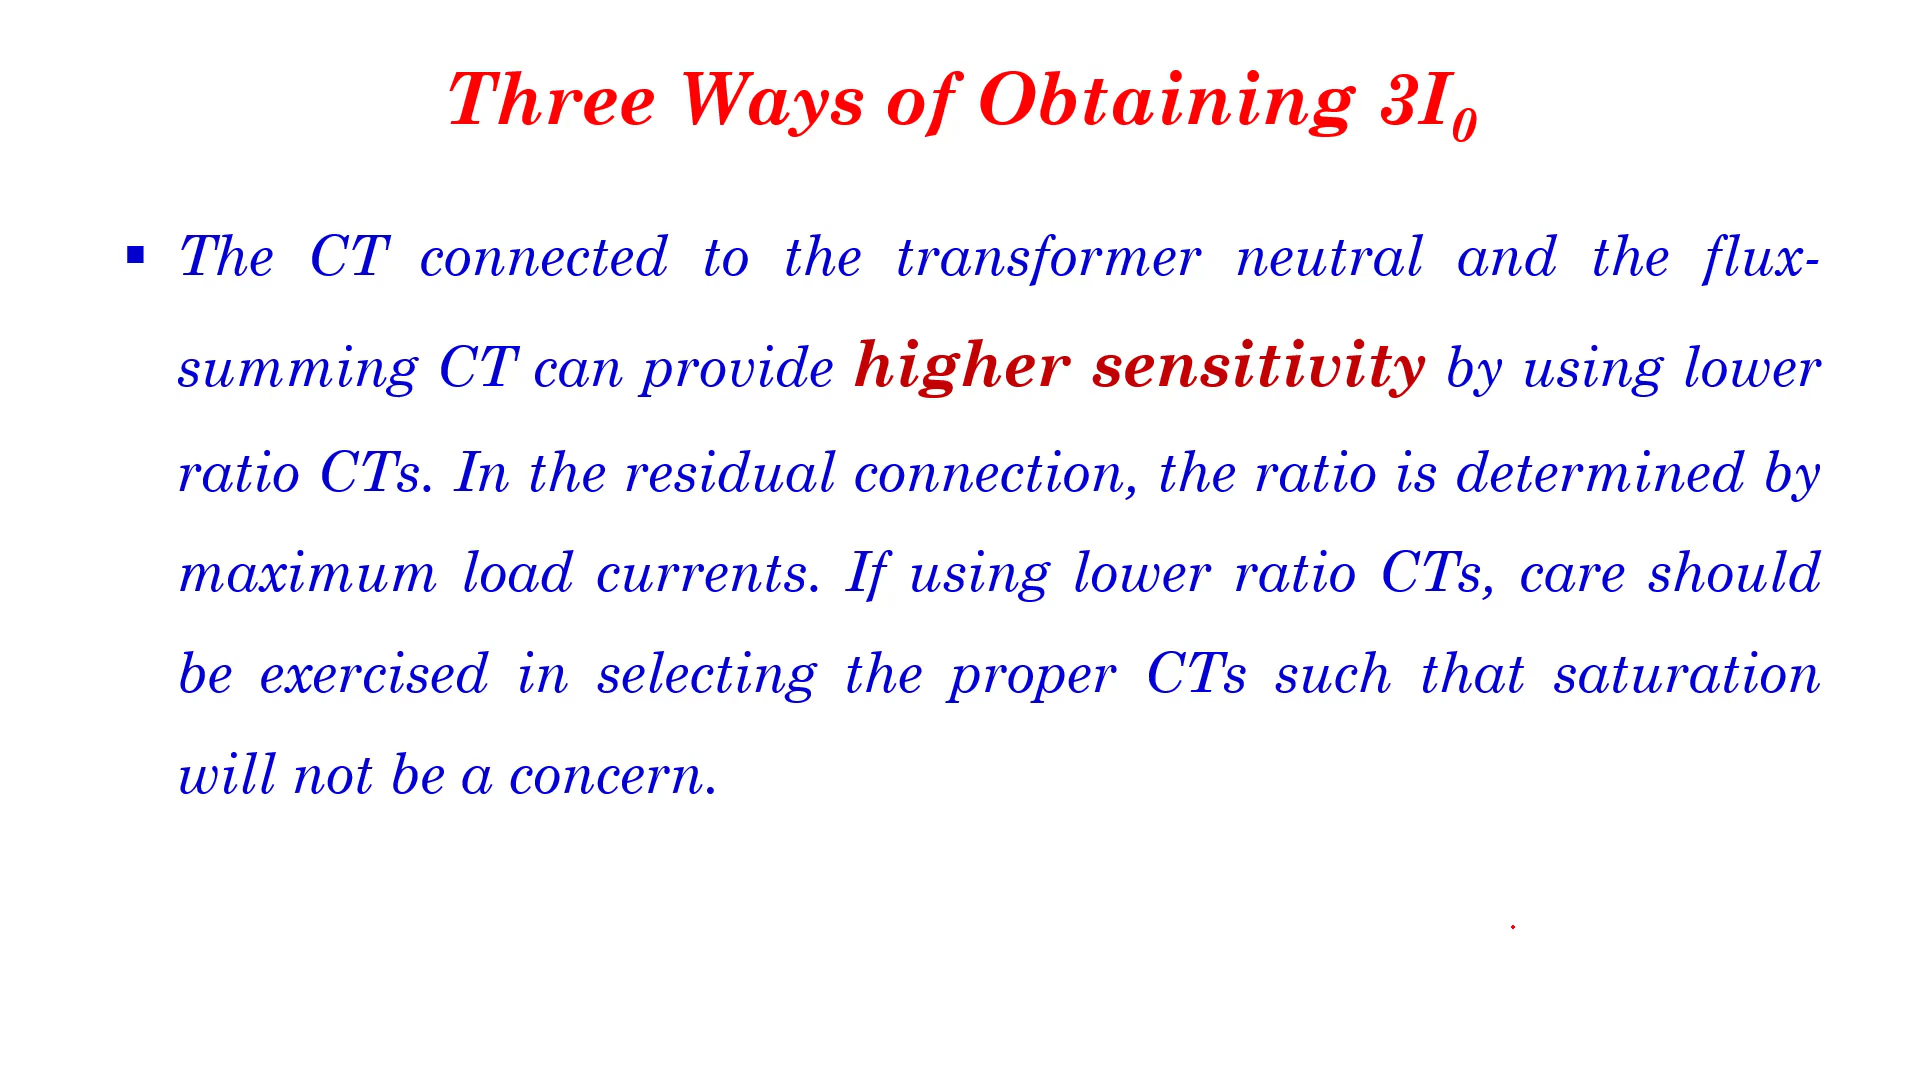 Three Ways of Obtaining 3I₀
▪ The CT connected to the transformer neutral and the flux-
summing CT can provide higher sensitivity by using lower
ratio CTs. In the residual connection, the ratio is determined by
maximum load currents. If using lower ratio CTs, care should
be exercised in selecting the proper CTs such that saturation
will not be a concern.